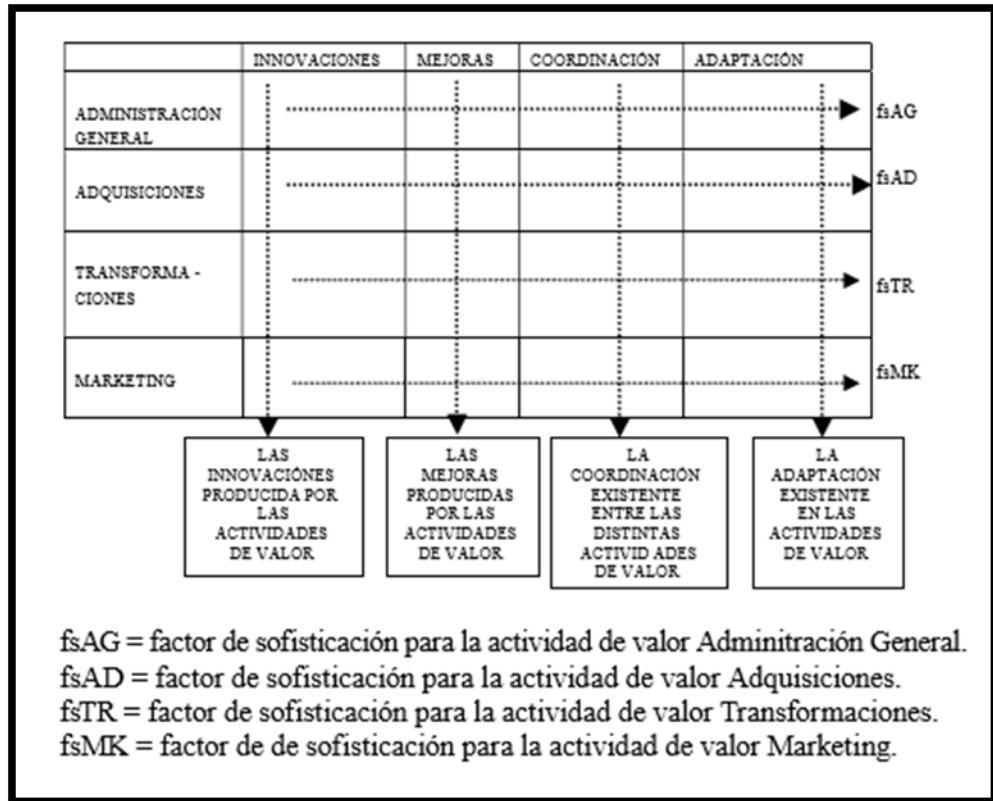 INNOVACIONES MEJORAS COORDINACIÓN ADAPTACIÓN
ADMINISTRACIÓN
GENERAL
fsAG
ADQUISICIONES
fsAD
TRANSFORMA -
CIONES
fsTR
MARKETING
fsMK
LAS
INNOVACIÓNES
PRODUCIDA POR
LAS
ACTIVIDADES
DE VALOR
LAS
MEJORAS
PRODUCIDAS
POR LAS
ACTIVIDADES
DE VALOR
LA
COORDINACIÓN
EXISTENTE
ENTRE LAS
DISTINTAS
ACTIVID ADES
DE VALOR
LA
ADAPTACIÓN
EXISTENTE
EN LAS
ACTIVIDADES
DE VALOR
fsAG = factor de sofisticación para la actividad de valor Adminitración General.
fsAD = factor de sofisticación para la actividad de valor Adquisiciones.
fsTR = factor de sofisticación para la actividad de valor Transformaciones.
fsMK = factor de de sofisticación para la actividad de valor Marketing.